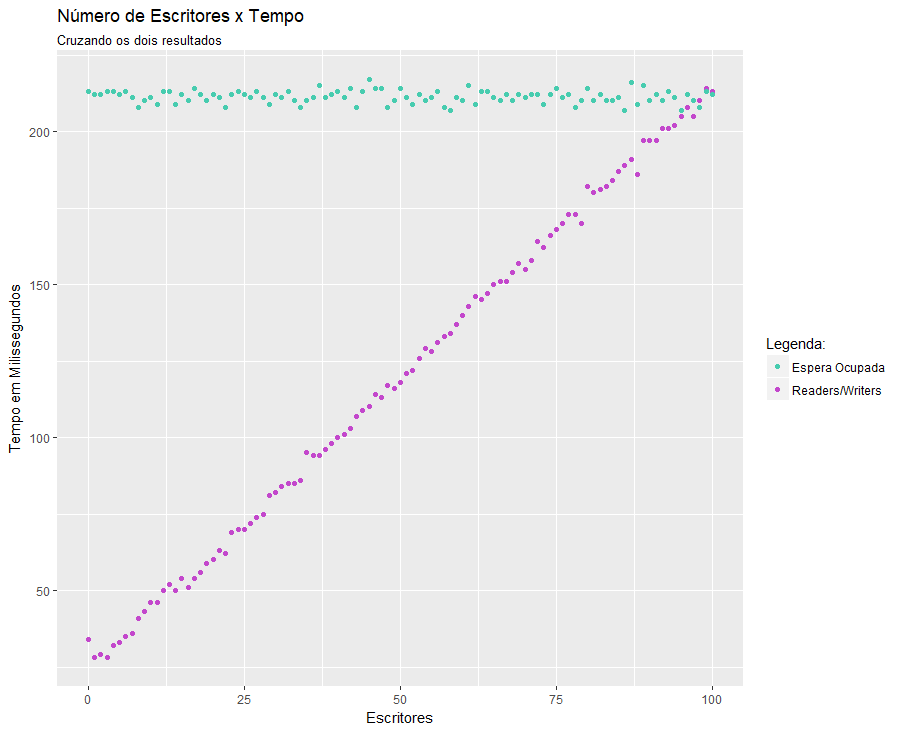 Número de Escritores x Tempo
Cruzando os dois resultados
Tempo em Milissegundos
200
150
100
50
0
25
50
75
100
Escritores
Legenda:
Espera Ocupada
Readers/Writers